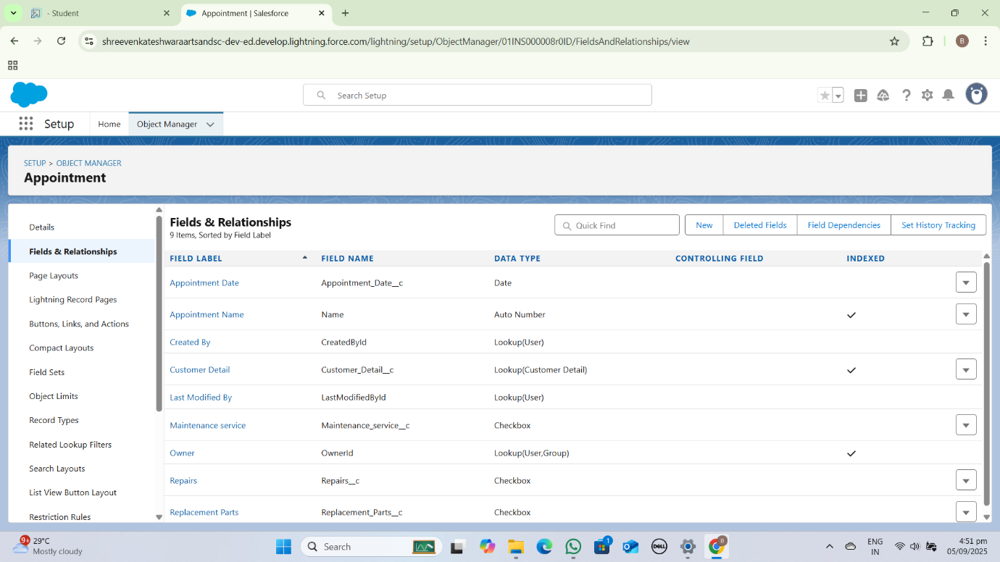 - Student
Appointment | Salesforce
shreevenkateshwaraartsandsc-dev-ed.develop.lightning.force.com/lightning/setup/ObjectManager/01INS000008r0ID/FieldsAndRelationships/view
B
Search Setup
Setup
Home
Object Manager
SETUP > OBJECT MANAGER
Appointment
Details
Fields & Relationships
Page Layouts
Lightning Record Pages
Buttons, Links, and Actions
Compact Layouts
Field Sets
Object Limits
Record Types
Related Lookup Filters
Search Layouts
List View Button Layout
Restriction Rules
Fields & Relationships
9 Items, Sorted by Field Label
Quick Find
New
Deleted Fields
Field Dependencies
Set History Tracking
FIELD LABEL FIELD NAME DATA TYPE CONTROLLING FIELD INDEXED
Appointment Date Appointment_Date__c Date
Appointment Name Name Auto Number
Created By CreatedById Lookup(User)
Customer Detail Customer_Detail__c Lookup(Customer Detail)
Last Modified By LastModifiedById Lookup(User)
Maintenance service Maintenance_service__c Checkbox
Owner OwnerId Lookup(User,Group)
Repairs Repairs__c Checkbox
Replacement Parts Replacement_Parts__c Checkbox
9+
29°C
Mostly cloudy
Search
1
DELL
B
ENG
IN
4:51 pm
05/09/2025